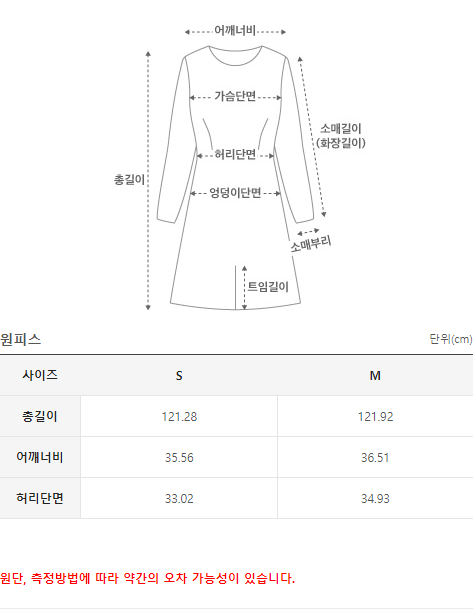 어깨너비
가슴단면
소매길이
(화장길이)
허리단면
총길이
엉덩이단면
소매부리
트임길이
원피스 단위(cm)
사이즈 S M
총길이 121.28 121.92
어깨너비 35.56 36.51
허리단면 33.02 34.93
원단, 측정방법에 따라 약간의 오차 가능성이 있습니다.